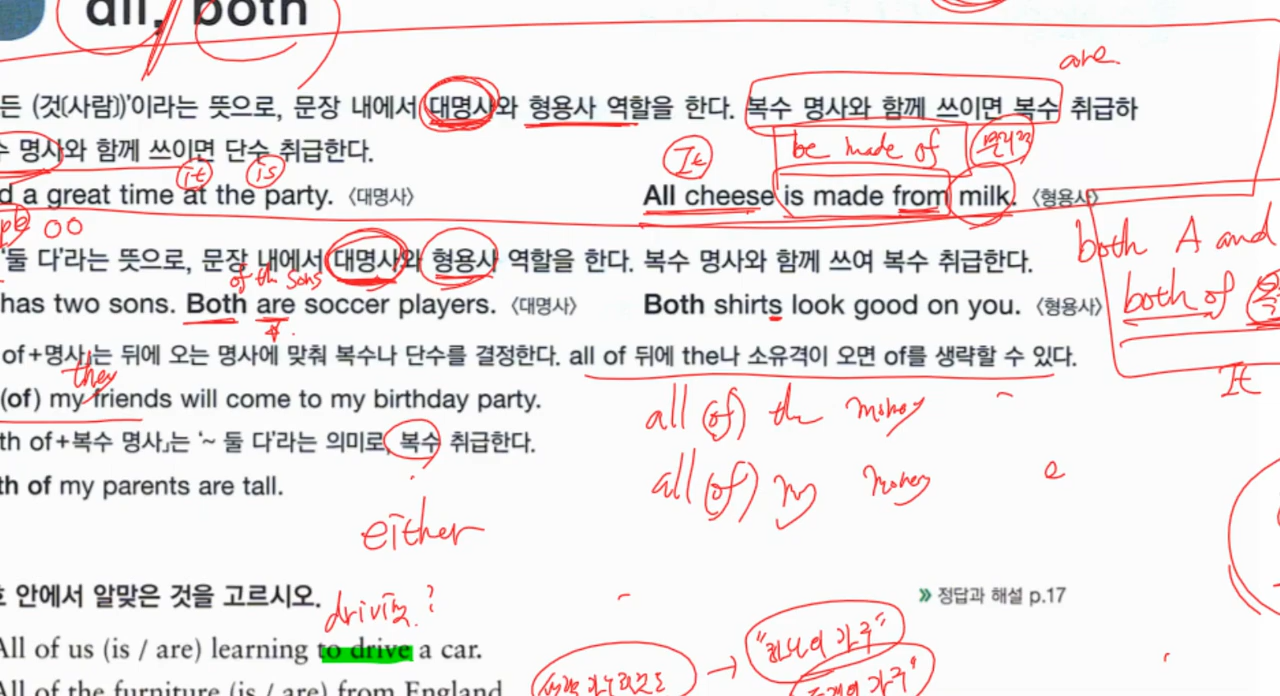 all, both
are
든 (것(사람))'이라는 뜻으로, 문장 내에서 대명사와 형용사 역할을 한다. 복수 명사와 함께 쓰이면 복수 취급하
수 명사와 함께 쓰이면 단수 취급한다.
It be made of
it is
d a great time at the party. 〈대명사〉 All cheese is made from milk. 〈형용사〉
'둘 다'라는 뜻으로, 문장 내에서 대명사와 형용사 역할을 한다. 복수 명사와 함께 쓰여 복수 취급한다.
both A and
of the sons
has two sons. Both are soccer players. 〈대명사〉 Both shirts look good on you. 〈형용사〉
both of
of+명사」는 뒤에 오는 명사에 맞춰 복수나 단수를 결정한다. all of 뒤에 the나 소유격이 오면 of를 생략할 수 있다.
they
It
(of) my friends will come to my birthday party.
all (of) the money
th of+복수 명사」는 '~ 둘 다'라는 의미로, 복수 취급한다.
th of my parents are tall.
all (of) my money
either
호 안에서 알맞은 것을 고르시오.
» 정답과 해설 p.17
driving?
All of us (is / are) learning to drive a car.
All of the furniture (is / are) from England